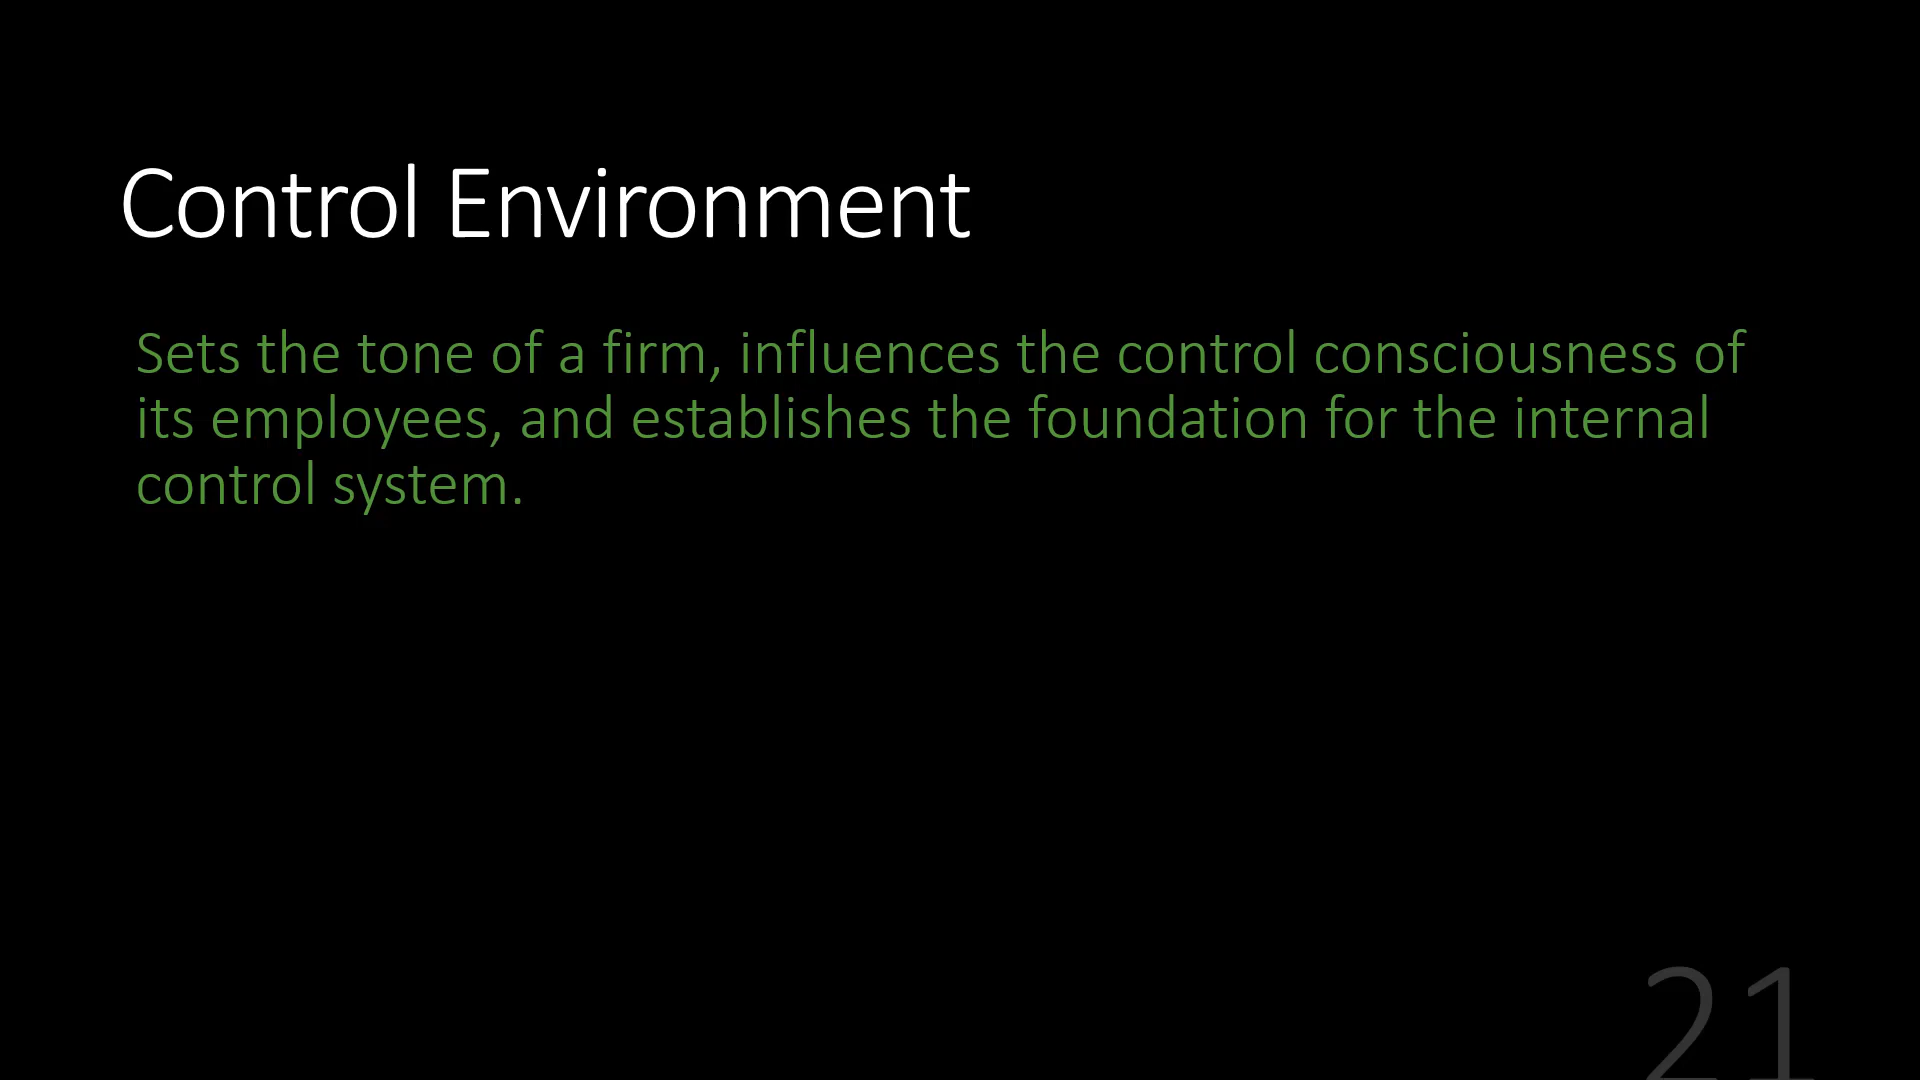 Control Environment
Sets the tone of a firm, influences the control consciousness of
its employees, and establishes the foundation for the internal
control system.
21